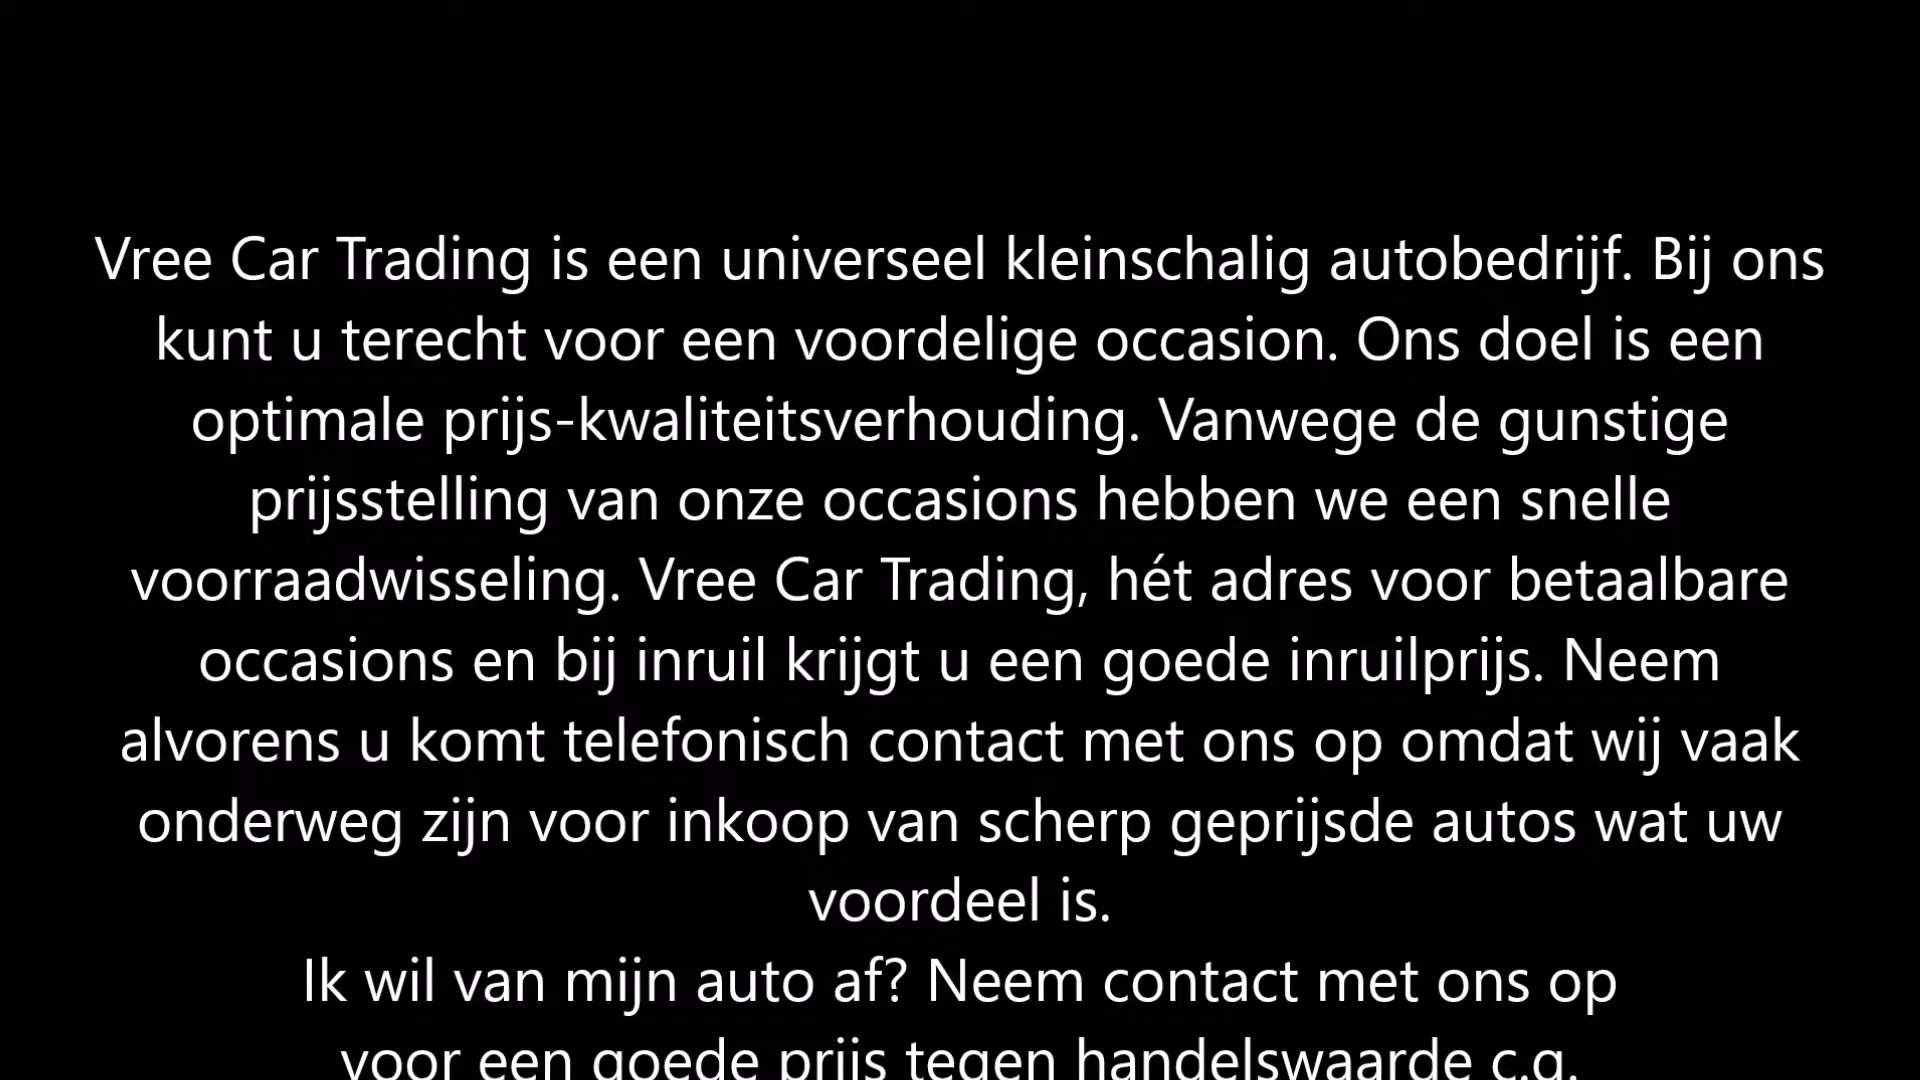 Vree Car Trading is een universeel kleinschalig autobedrijf. Bij ons
kunt u terecht voor een voordelige occasion. Ons doel is een
optimale prijs-kwaliteitsverhouding. Vanwege de gunstige
prijsstelling van onze occasions hebben we een snelle
voorraadwisseling. Vree Car Trading, hét adres voor betaalbare
occasions en bij inruil krijgt u een goede inruilprijs. Neem
alvorens u komt telefonisch contact met ons op omdat wij vaak
onderweg zijn voor inkoop van scherp geprijsde autos wat uw
voordeel is.
Ik wil van mijn auto af? Neem contact met ons op
voor een goede prijs tegen handelswaarde c.q.